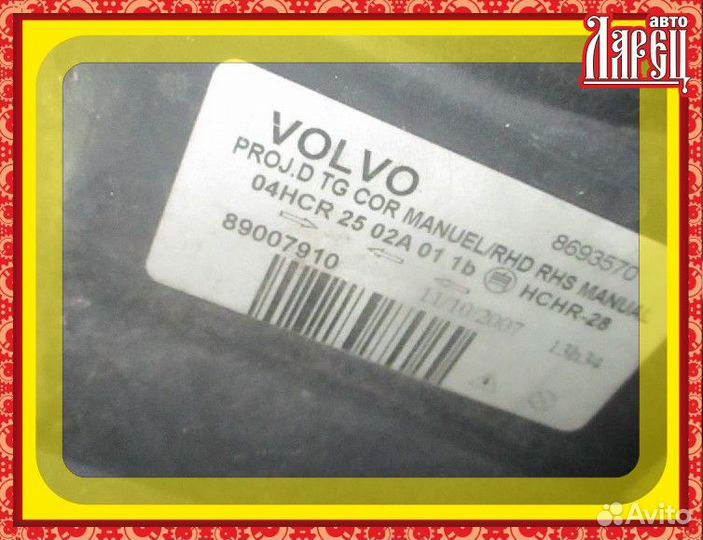 авто
Ларец
VOLVO
PROJ.D TG COR MANUEL/RHD RHS MANUAL
04HCR 25 02A 01 1b HCHR-28
8693570
89007910
11/10/2007 13h34
Avito